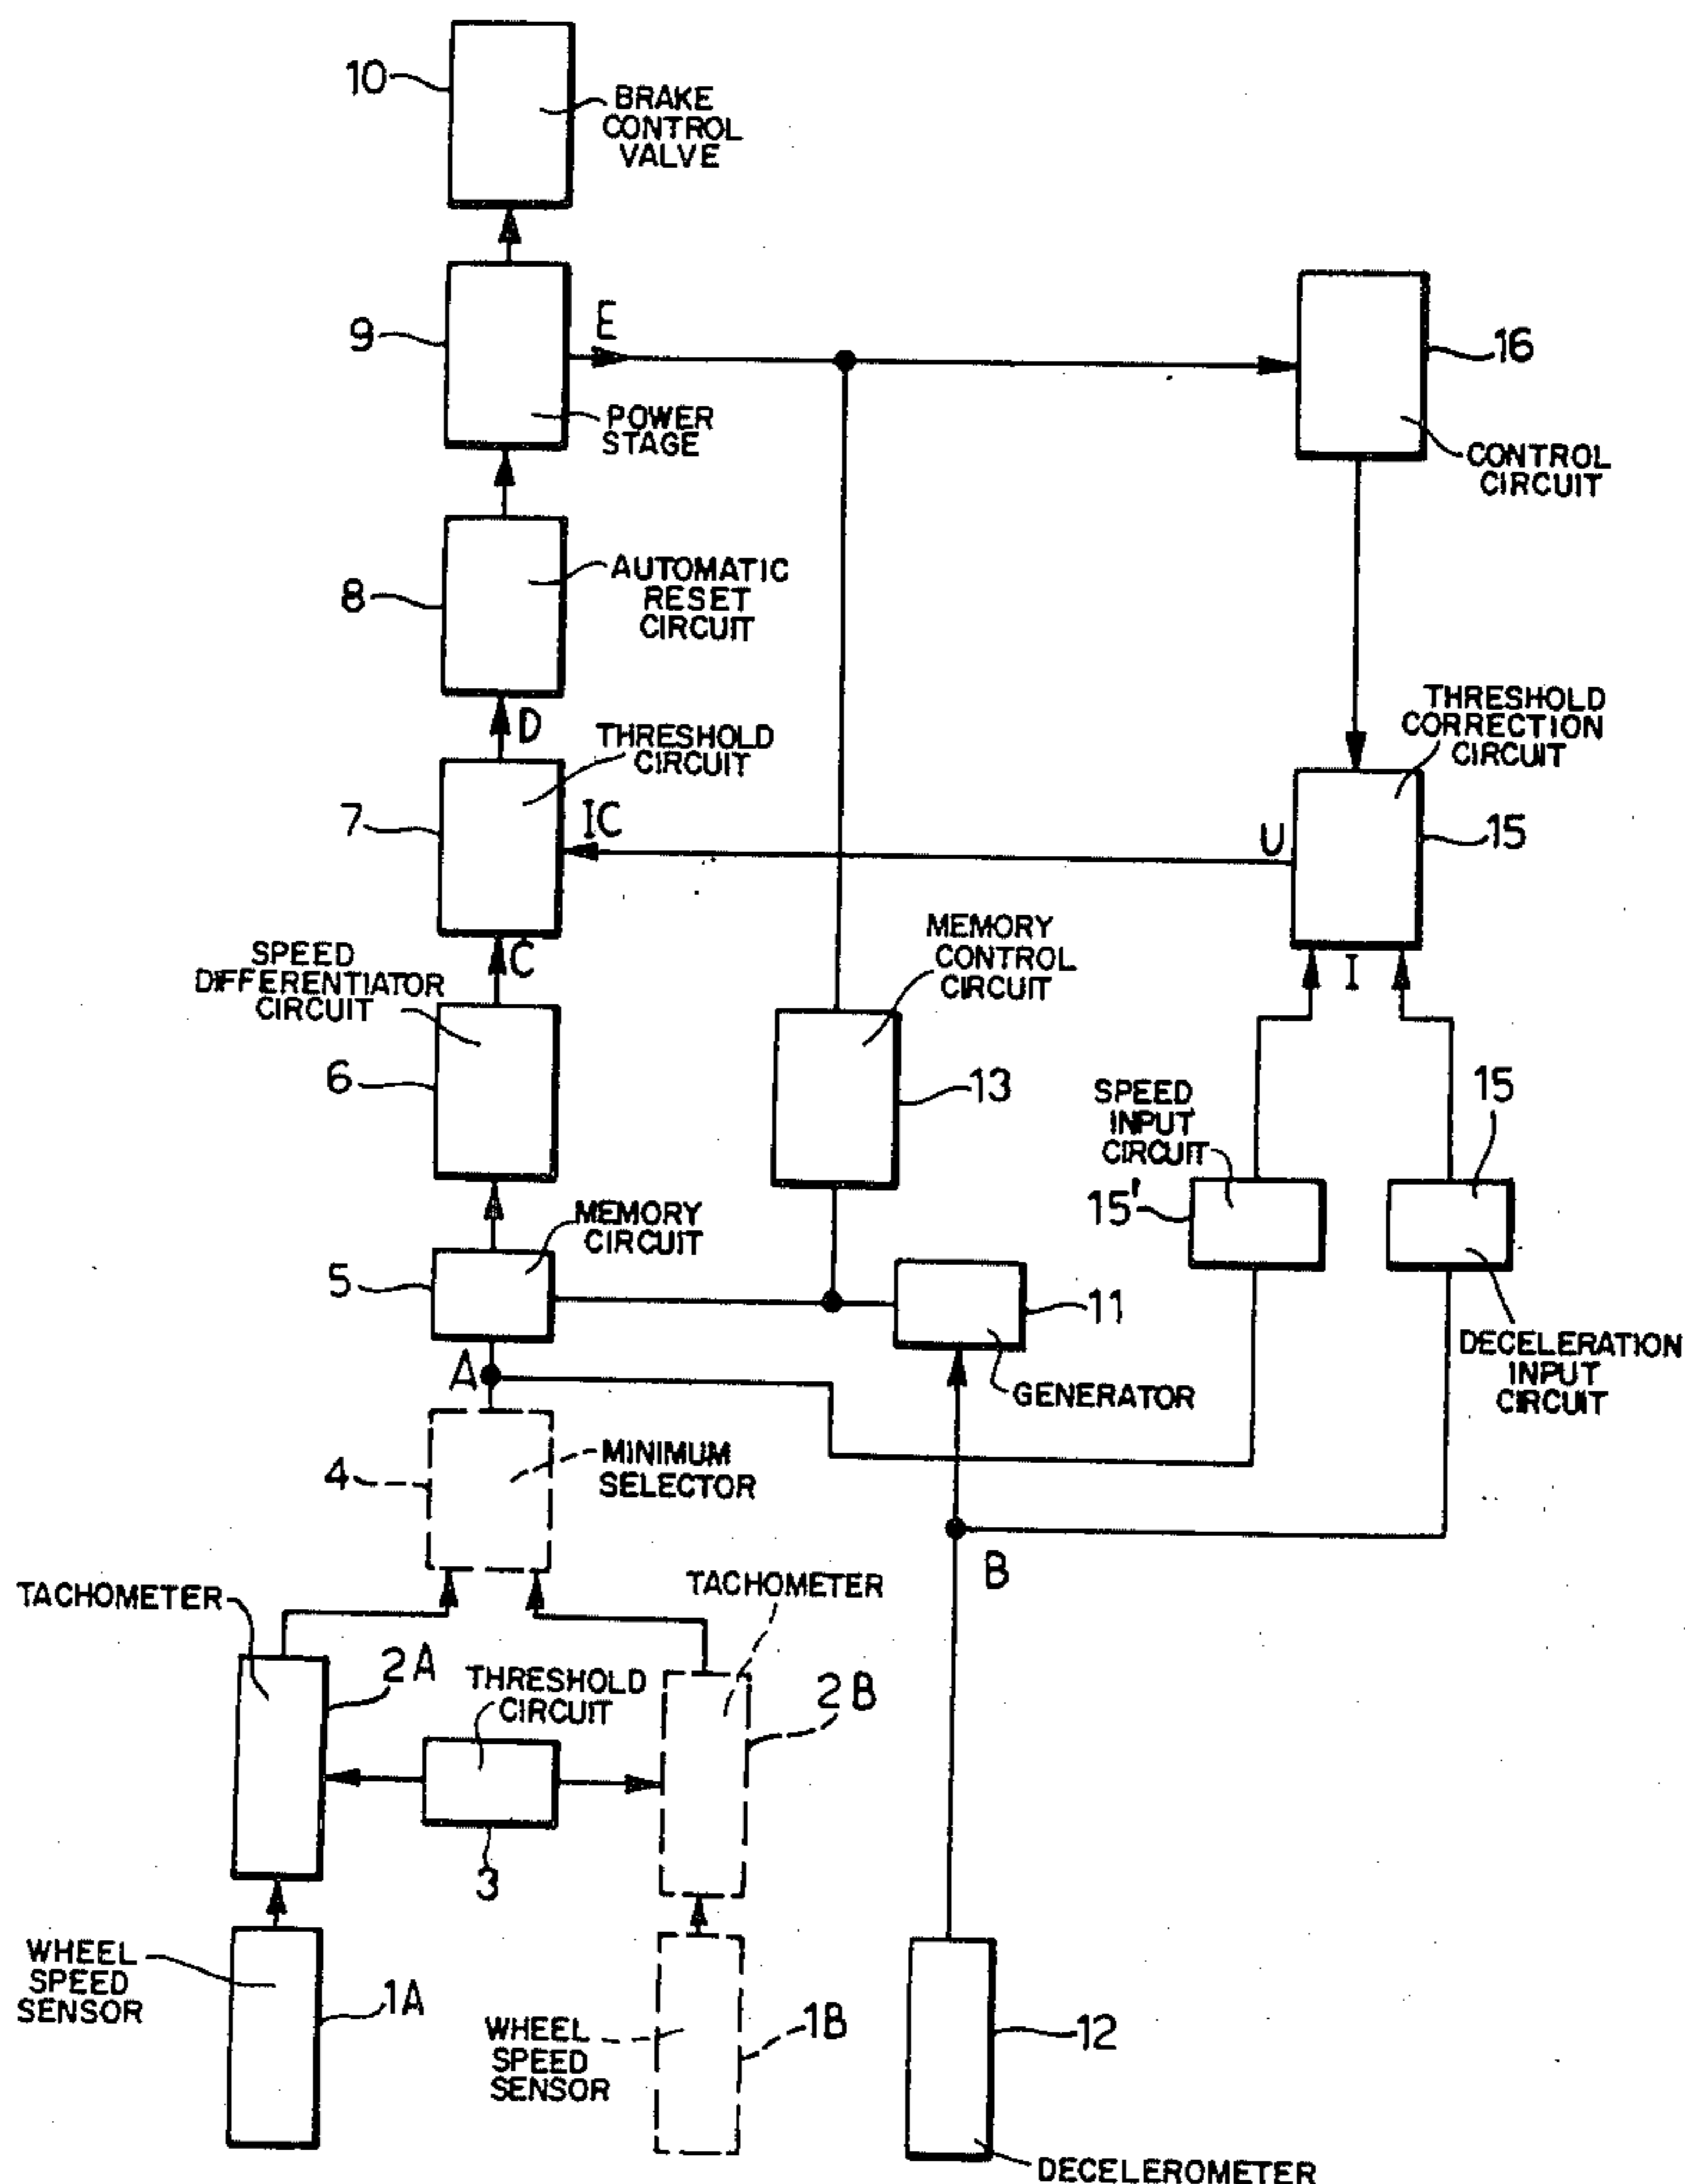 10
BRAKE
CONTROL
VALVE
9
E
POWER
STAGE
16
CONTROL
CIRCUIT
8
AUTOMATIC
RESET
CIRCUIT
D
THRESHOLD
CIRCUIT
7
IC
THRESHOLD
CORRECTION
CIRCUIT
U
15
I
C
SPEED
DIFFERENTIATOR
CIRCUIT
6
MEMORY
CONTROL
CIRCUIT
13
SPEED
INPUT
CIRCUIT
15'
15
DECELERATION
INPUT
CIRCUIT
MEMORY
CIRCUIT
5
11
GENERATOR
A
4
MINIMUM
SELECTOR
B
TACHOMETER
2A
THRESHOLD
CIRCUIT
3
TACHOMETER
2B
WHEEL
SPEED
SENSOR
1A
WHEEL
SPEED
SENSOR
1B
12
DECELEROMETER